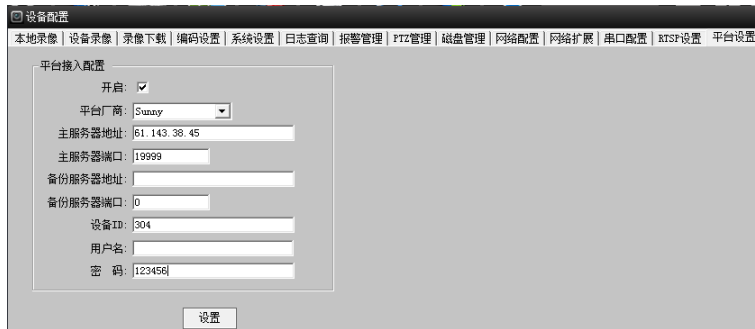 设备配置
本地录像 设备录像 录像下载 编码设置 系统设置 日志查询 报警管理 PTZ管理 磁盘管理 网络配置 网络扩展 串口配置 RTSP设置 平台设置
平台接入配置
开启:
平台厂商: Sunny
主服务器地址: 61.143.38.45
主服务器端口: 19999
备份服务器地址:
备份服务器端口: 0
设备ID: 304
用户名:
密 码: 123456
设置